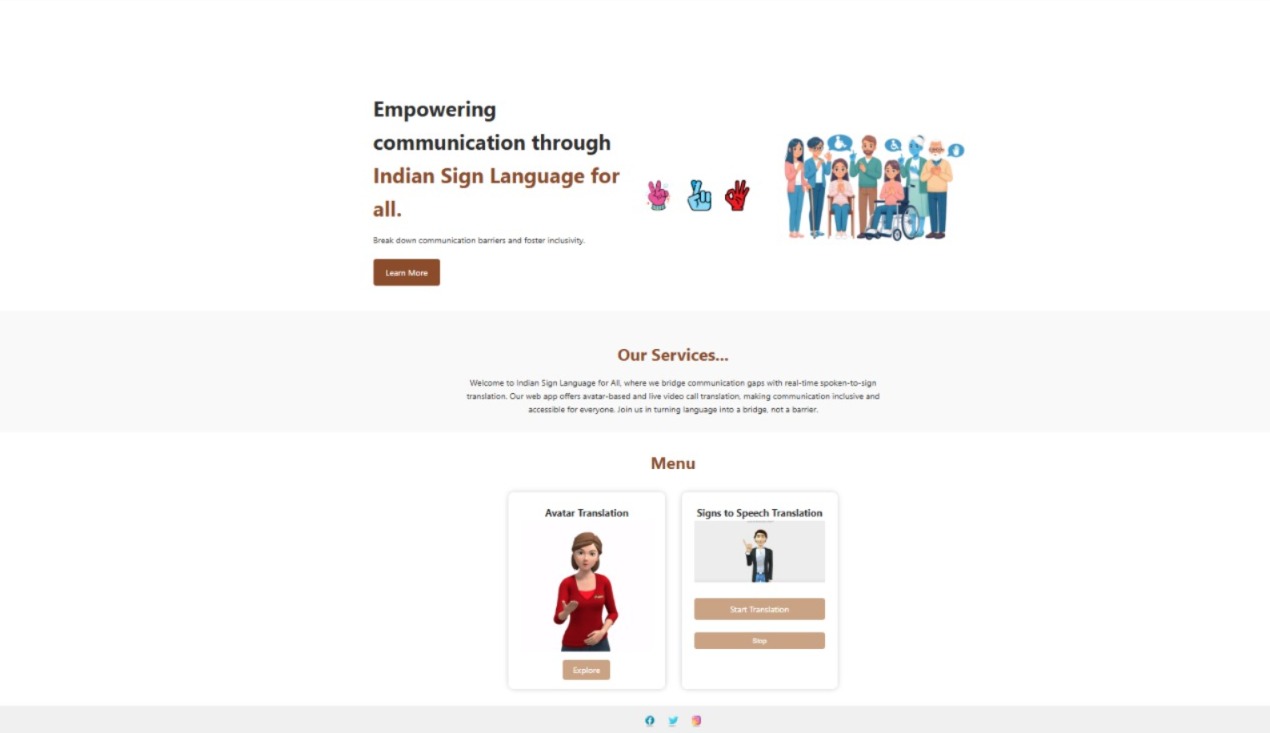 Empowering
communication through
Indian Sign Language for
all.
Break down communication barriers and foster inclusivity.
Learn More
Our Services...
Welcome to Indian Sign Language for All, where we bridge communication gaps with real-time spoken-to-sign
translation. Our web app offers avatar-based and live video call translation, making communication inclusive and
accessible for everyone. Join us in turning language into a bridge, not a barrier.
Menu
Avatar Translation
Explore
Signs to Speech Translation
Start Translation
Stop